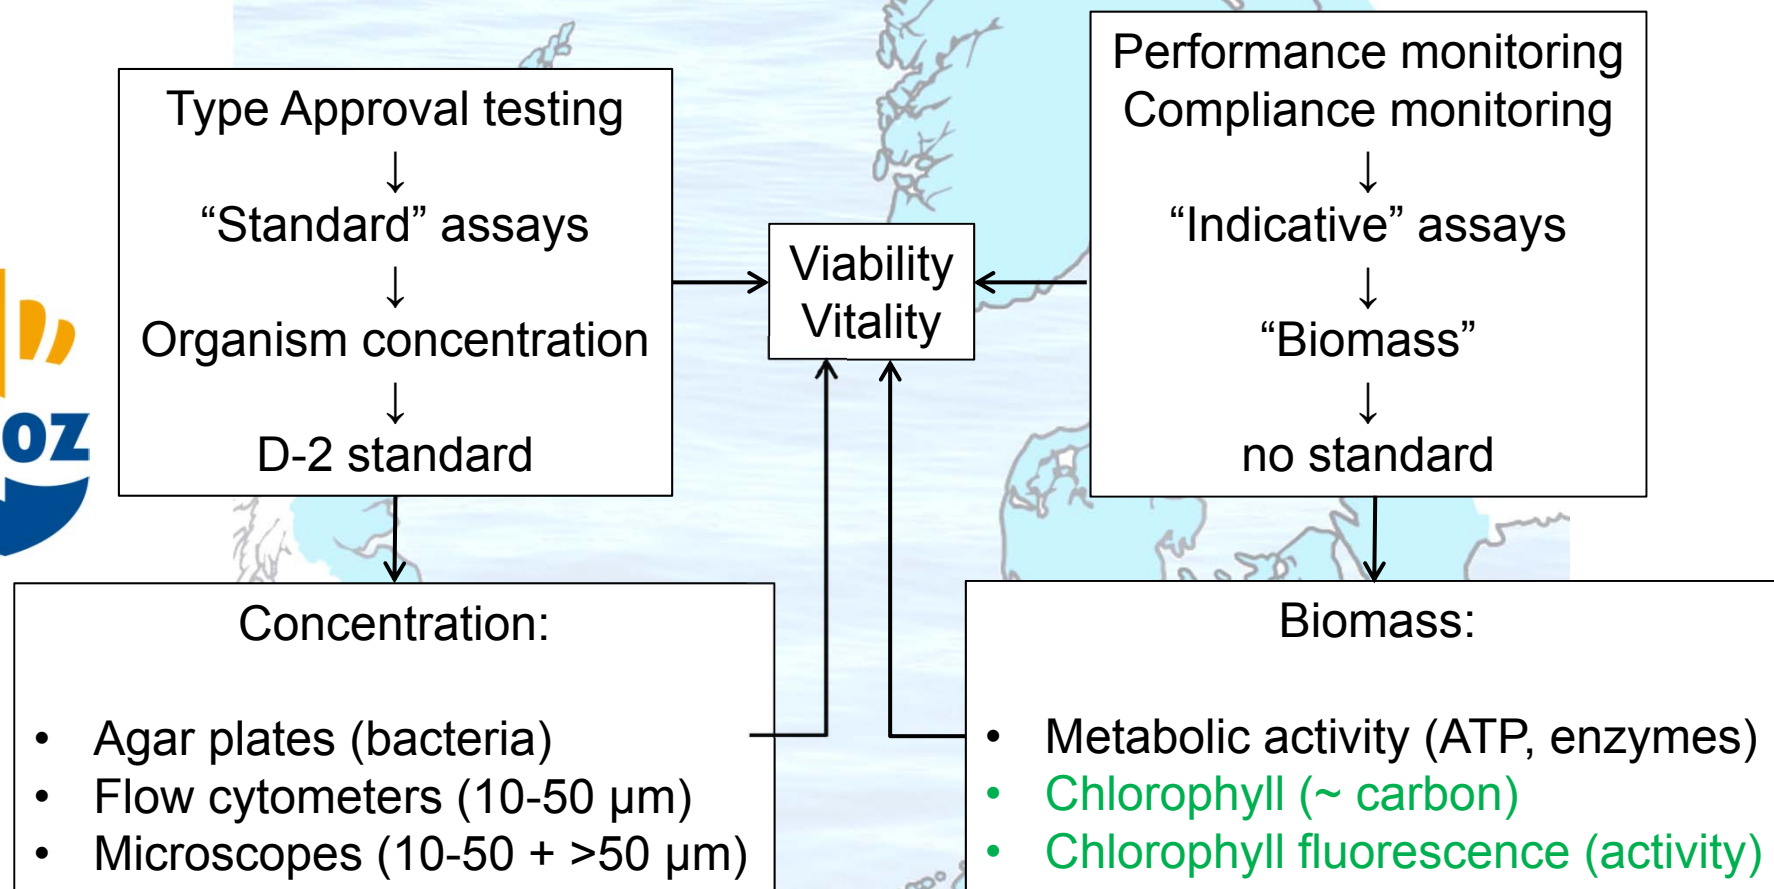 Type Approval testing
↓
“Standard” assays
↓
Organism concentration
↓
D-2 standard
Performance monitoring
Compliance monitoring
↓
“Indicative” assays
↓
“Biomass”
↓
no standard
Viability
Vitality
OZ
Concentration:
• Agar plates (bacteria)
• Flow cytometers (10-50 µm)
• Microscopes (10-50 + >50 µm)
Biomass:
• Metabolic activity (ATP, enzymes)
• Chlorophyll (~ carbon)
• Chlorophyll fluorescence (activity)